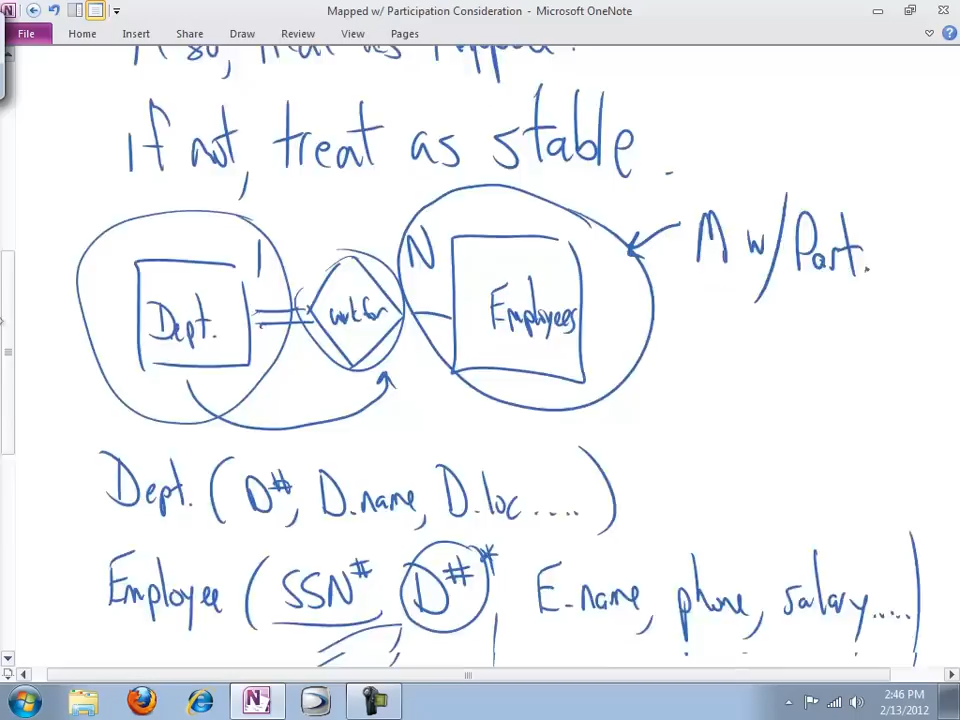 Mapped w/ Participation Consideration - Microsoft OneNote
File Home Insert Share Draw Review View Pages
if not, treat as stable.
1 N M w/ Part.
Dept. work for Employees
Dept. ( D#, D.name, D.loc .... )
Employee ( SSN#, D#* E-name, phone, salary..... )
2:46 PM
2/13/2012